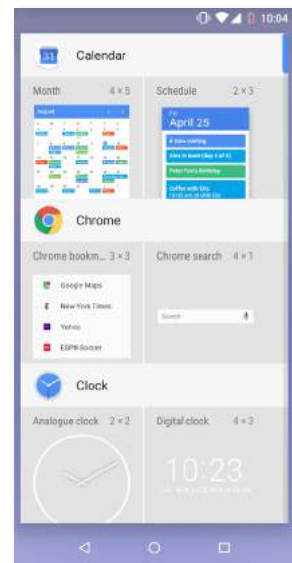 10:04
31
Calendar
Month 4 × 5
Schedule 2 × 3
August
Fri
April 25
Peter Fox's Birthday
Coffee with Eric
Chrome
Chrome bookm... 3 × 3
Chrome search 4 × 1
Google Maps
New York Times
Yahoo
ESPN Soccer
Search
Clock
Analogue clock 2 × 2
Digital clock 4 × 3
10:23